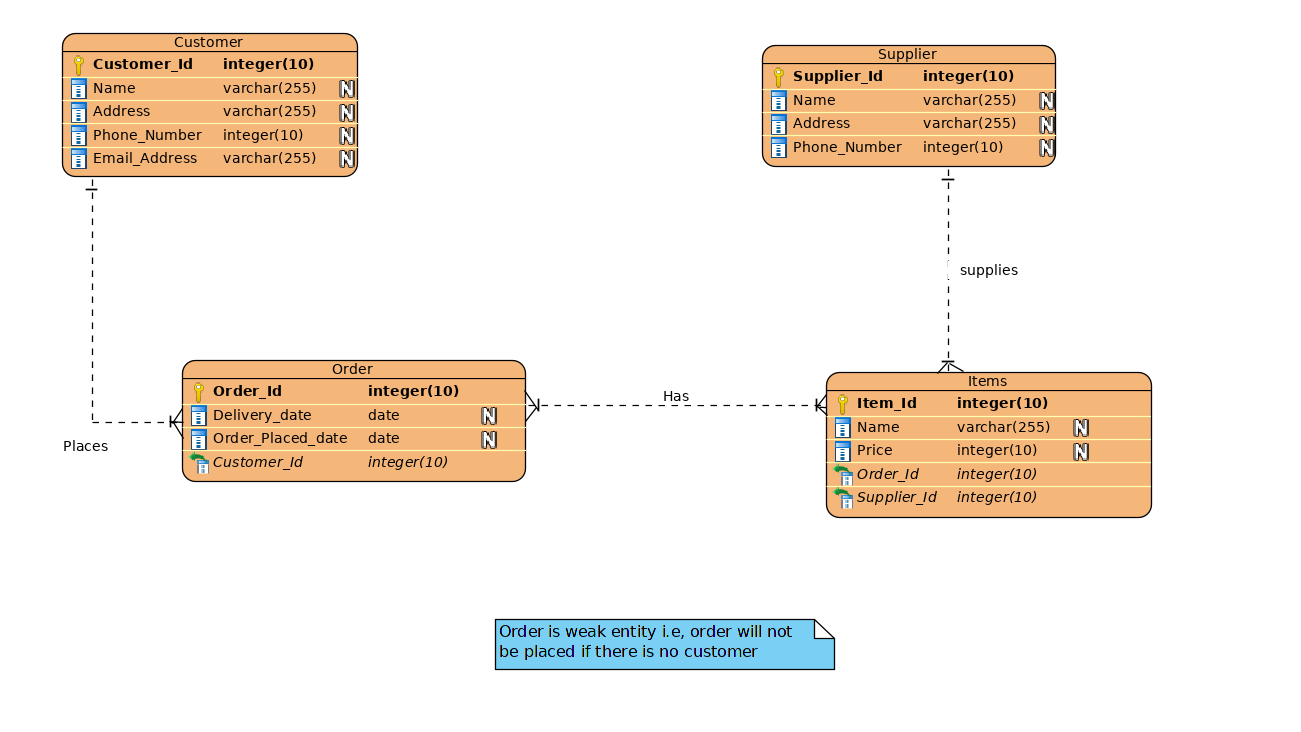 Customer
Customer_Id integer(10)
Name varchar(255) N
Address varchar(255) N
Phone_Number integer(10) N
Email_Address varchar(255) N
Supplier
Supplier_Id integer(10)
Name varchar(255) N
Address varchar(255) N
Phone_Number integer(10) N
supplies
Places
Order
Order_Id integer(10)
Delivery_date date N
Order_Placed_date date N
Customer_Id integer(10)
Has
Items
Item_Id integer(10)
Name varchar(255) N
Price integer(10) N
Order_Id integer(10)
Supplier_Id integer(10)
Order is weak entity i.e, order will not
be placed if there is no customer